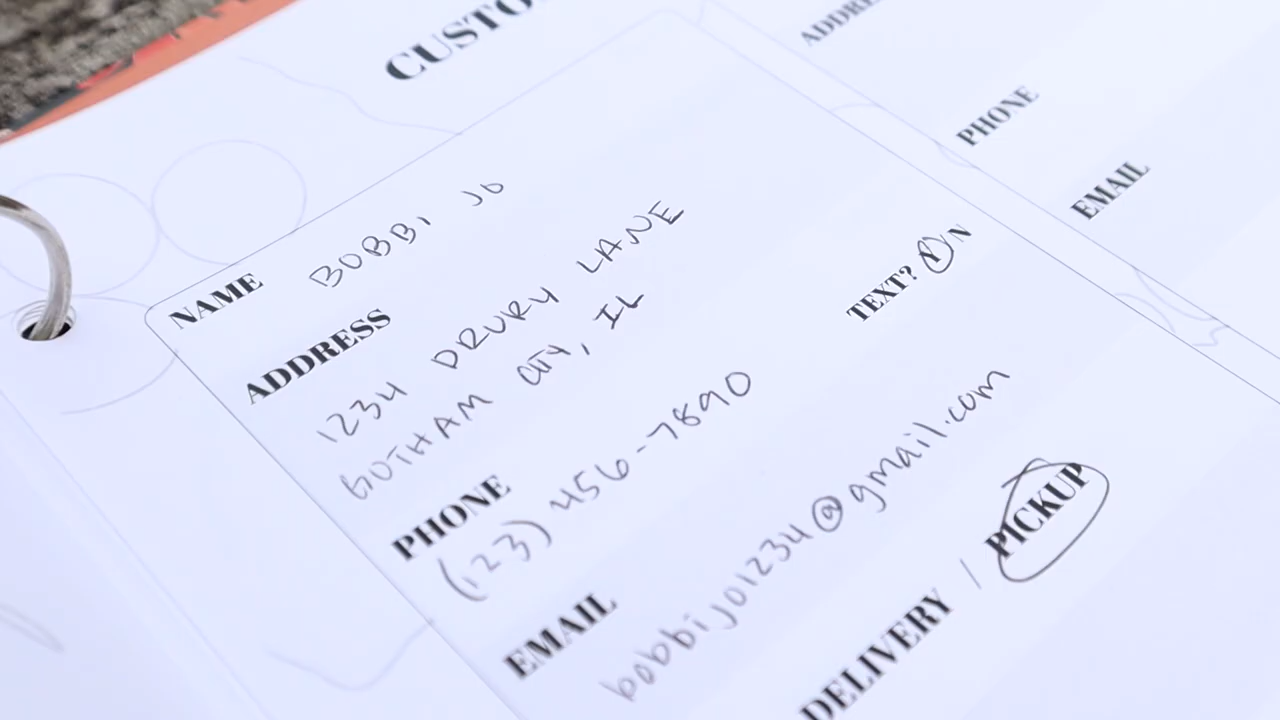 CUSTO
NAME BOBBI JO
ADDRESS
1234 DRURY LANE
GOTHAM CITY, IL
PHONE TEXT? Y/N
(123) 456-7890
EMAIL
bobbijo1234@gmail.com
DELIVERY / PICKUP
ADDRE
PHONE
EMAIL